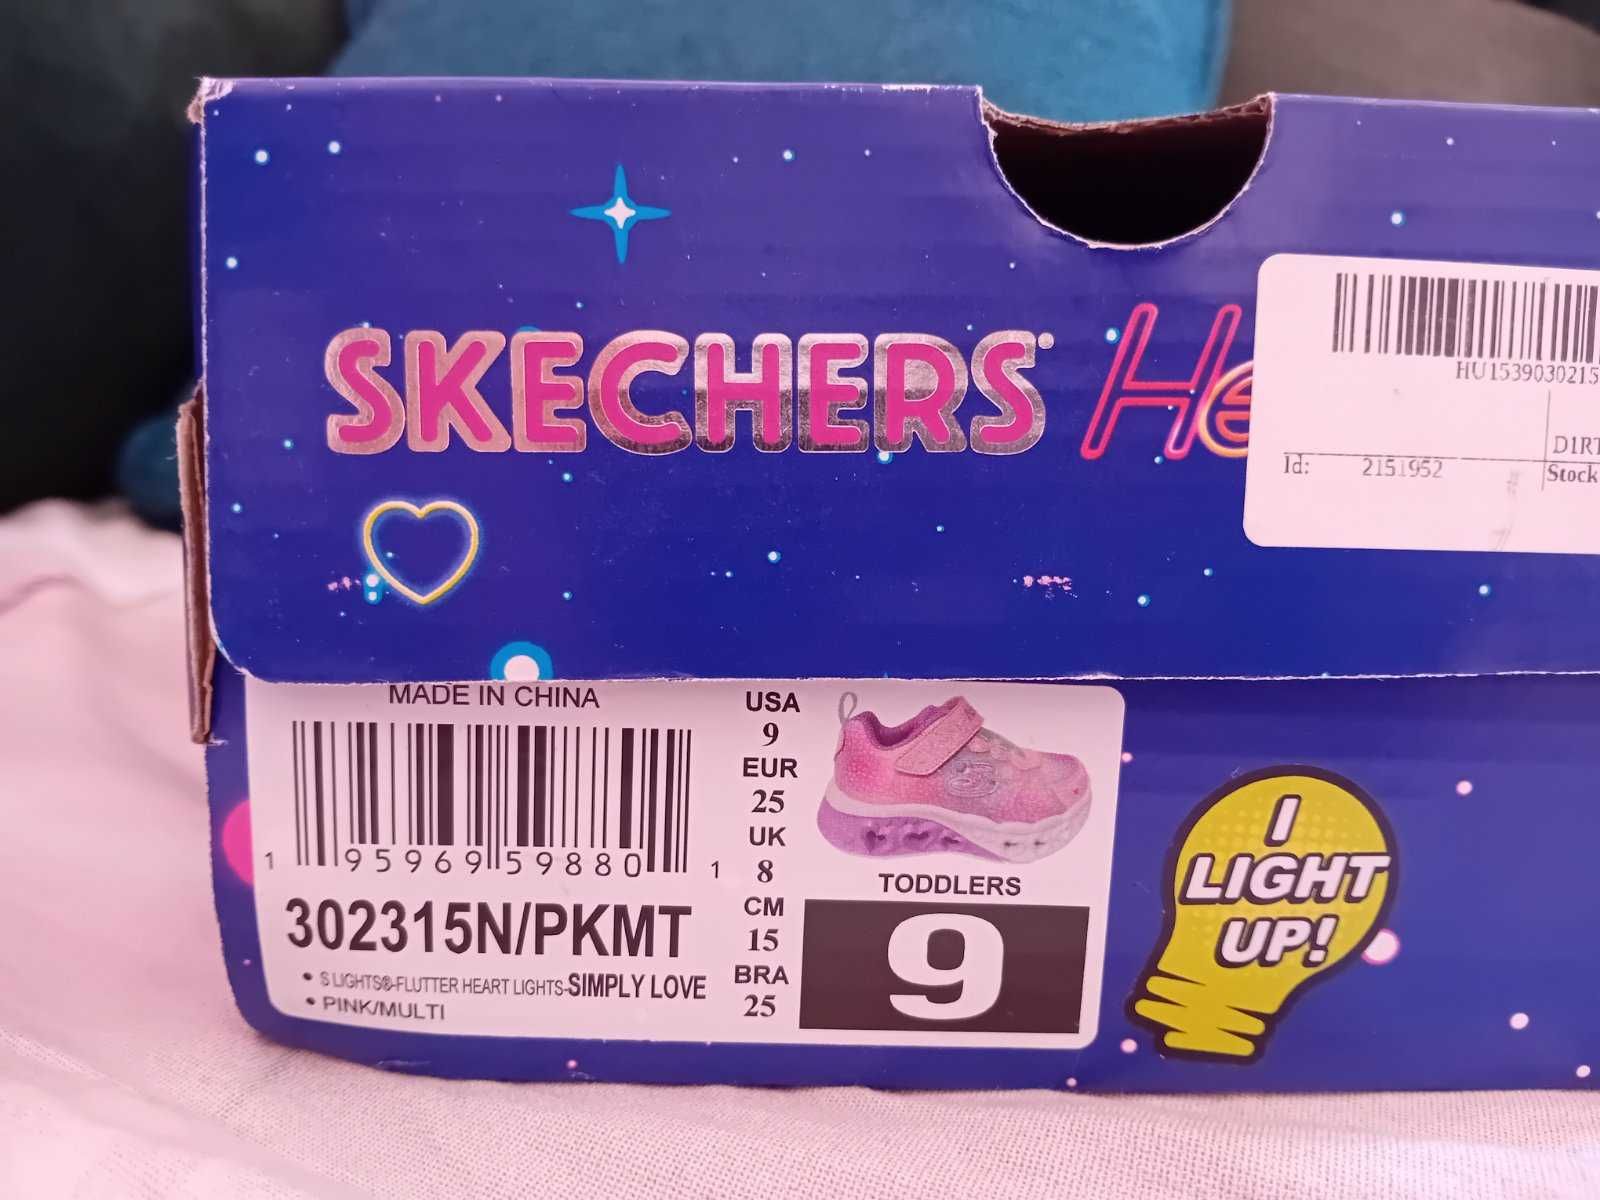 SKECHERS He
HU1539030215
D1RT
Id: 2151952
Stock
MADE IN CHINA
1 95969 59880 1
302315N/PKMT
• S LIGHTS®-FLUTTER HEART LIGHTS-SIMPLY LOVE
• PINK/MULTI
USA
9
EUR
25
UK
8
CM
15
BRA
25
TODDLERS
9
I
LIGHT
UP!